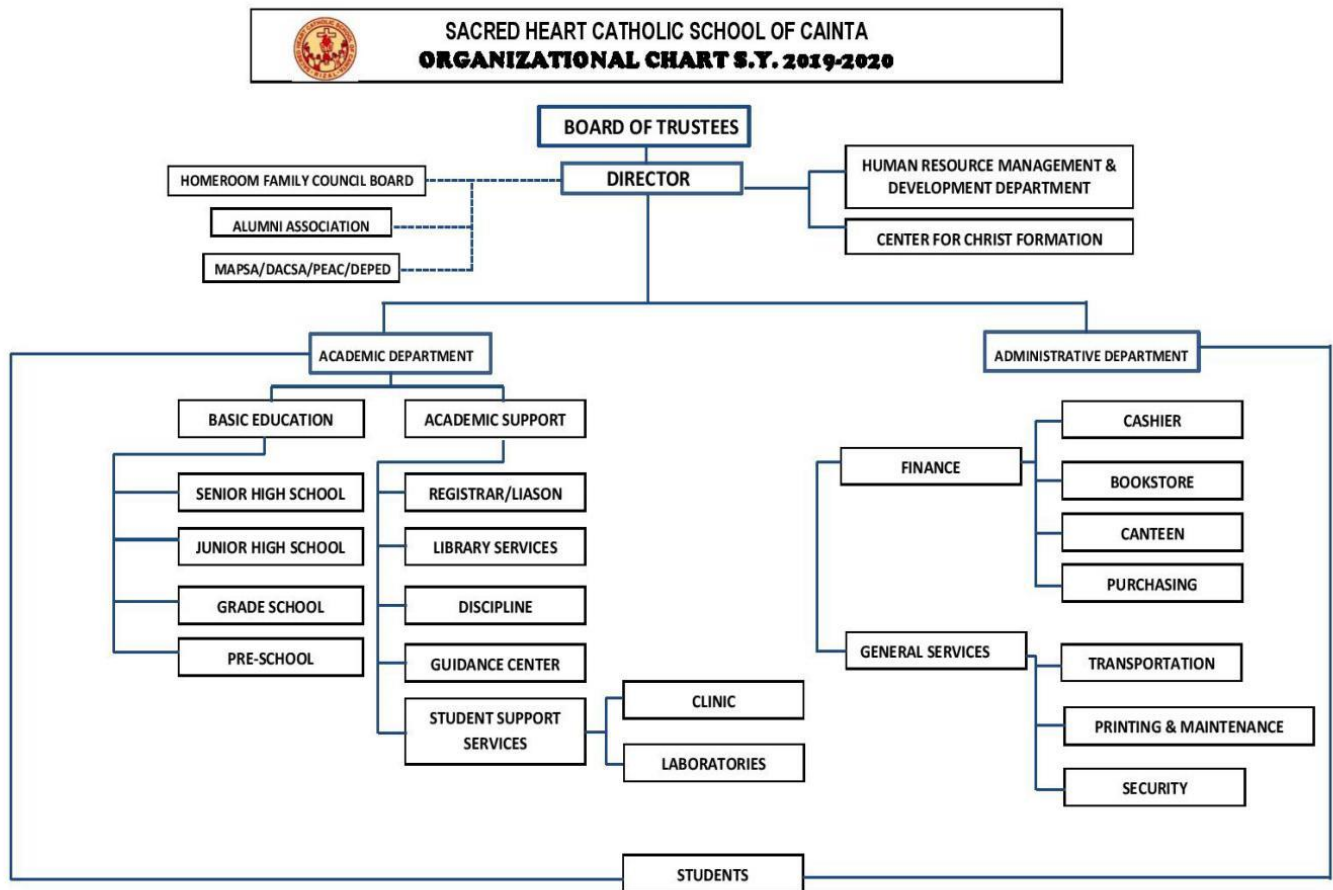 SACRED HEART CATHOLIC SCHOOL OF CAINTA
ORGANIZATIONAL CHART S.Y. 2019-2020
BOARD OF TRUSTEES
DIRECTOR
HOMEROOM FAMILY COUNCIL BOARD
ALUMNI ASSOCIATION
MAPSA/DACSA/PEAC/DEPED
HUMAN RESOURCE MANAGEMENT &
DEVELOPMENT DEPARTMENT
CENTER FOR CHRIST FORMATION
ACADEMIC DEPARTMENT
ADMINISTRATIVE DEPARTMENT
BASIC EDUCATION
SENIOR HIGH SCHOOL
JUNIOR HIGH SCHOOL
GRADE SCHOOL
PRE-SCHOOL
ACADEMIC SUPPORT
REGISTRAR/LIASON
LIBRARY SERVICES
DISCIPLINE
GUIDANCE CENTER
STUDENT SUPPORT
SERVICES
CLINIC
LABORATORIES
FINANCE
CASHIER
BOOKSTORE
CANTEEN
PURCHASING
GENERAL SERVICES
TRANSPORTATION
PRINTING & MAINTENANCE
SECURITY
STUDENTS